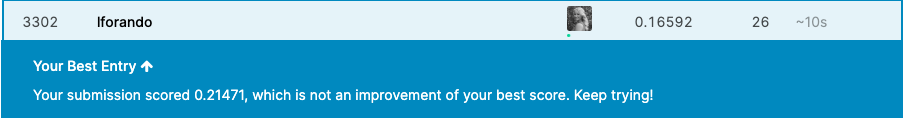 3302 lforando 0.16592 26 ~10s
Your Best Entry ↑
Your submission scored 0.21471, which is not an improvement of your best score. Keep trying!